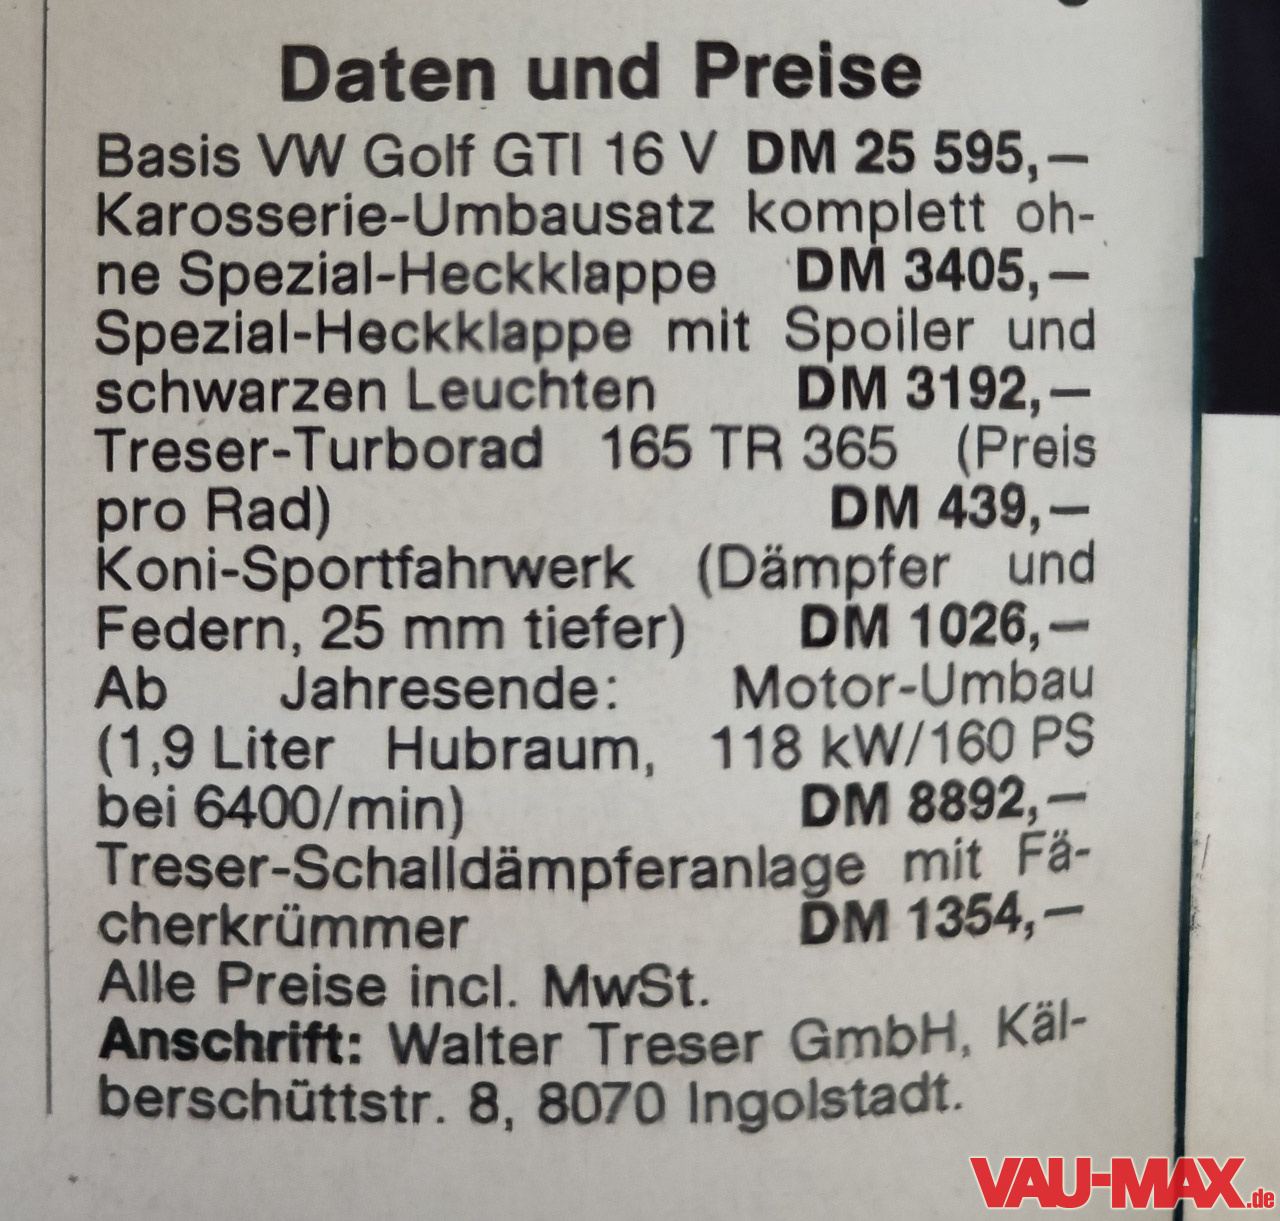 Daten und Preise
Basis VW Golf GTI 16 V DM 25 595,—
Karosserie-Umbausatz komplett oh-
ne Spezial-Heckklappe DM 3405,—
Spezial-Heckklappe mit Spoiler und
schwarzen Leuchten DM 3192,—
Treser-Turborad 165 TR 365 (Preis
pro Rad) DM 439,—
Koni-Sportfahrwerk (Dämpfer und
Federn, 25 mm tiefer) DM 1026,—
Ab Jahresende: Motor-Umbau
(1,9 Liter Hubraum, 118 kW/160 PS
bei 6400/min) DM 8892,—
Treser-Schalldämpferanlage mit Fä-
cherkrümmer DM 1354,—
Alle Preise incl. MwSt.
Anschrift: Walter Treser GmbH, Käl-
berschüttstr. 8, 8070 Ingolstadt.
VAU-MAX.de